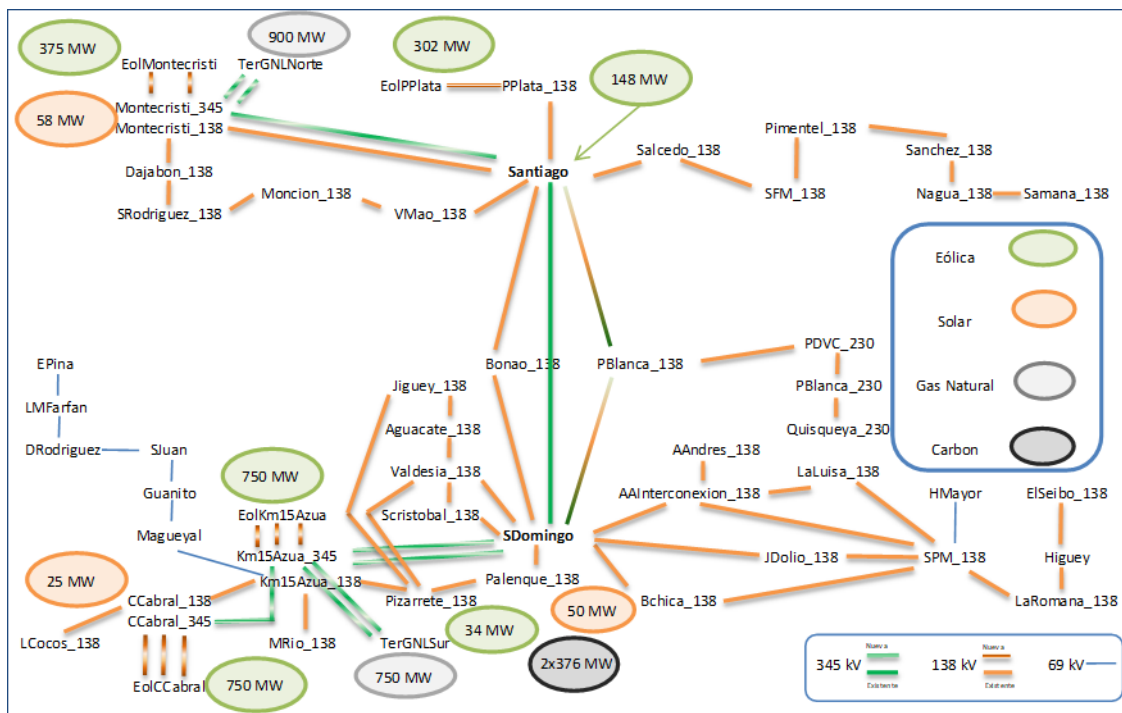 375 MW
900 MW
302 MW
EolMontecristi
TerGNLNorte
148 MW
EolPPlata
PPlata_138
58 MW
Montecristi_345
Montecristi_138
Pimentel_138
Salcedo_138
Sanchez_138
Dajabon_138
Santiago
Moncion_138
SFM_138
Nagua_138
Samana_138
SRodriguez_138
VMao_138
Eólica
Solar
Gas Natural
Carbon
PDVC_230
EPina
Bonao_138
PBlanca_138
Jiguey_138
PBlanca_230
LMFarfan
Aguacate_138
Quisqueya_230
DRodriguez
SJuan
AAndres_138
Valdesia_138
LaLuisa_138
750 MW
Guanito
AAInterconexion_138
HMayor
ElSeibo_138
EolKm15Azua
Scristobal_138
Magueyal
SDomingo
Km15Azua_345
JDolio_138
SPM_138
Higuey
25 MW
Km15Azua_138
Palenque_138
CCabral_138
Pizarrete_138
50 MW
Bchica_138
LaRomana_138
CCabral_345
LCocos_138
MRio_138
TerGNLSur
34 MW
2x376 MW
EolCCabral
750 MW
750 MW
Nueva
345 kV
Existente
Nueva
138 kV
Existente
69 kV